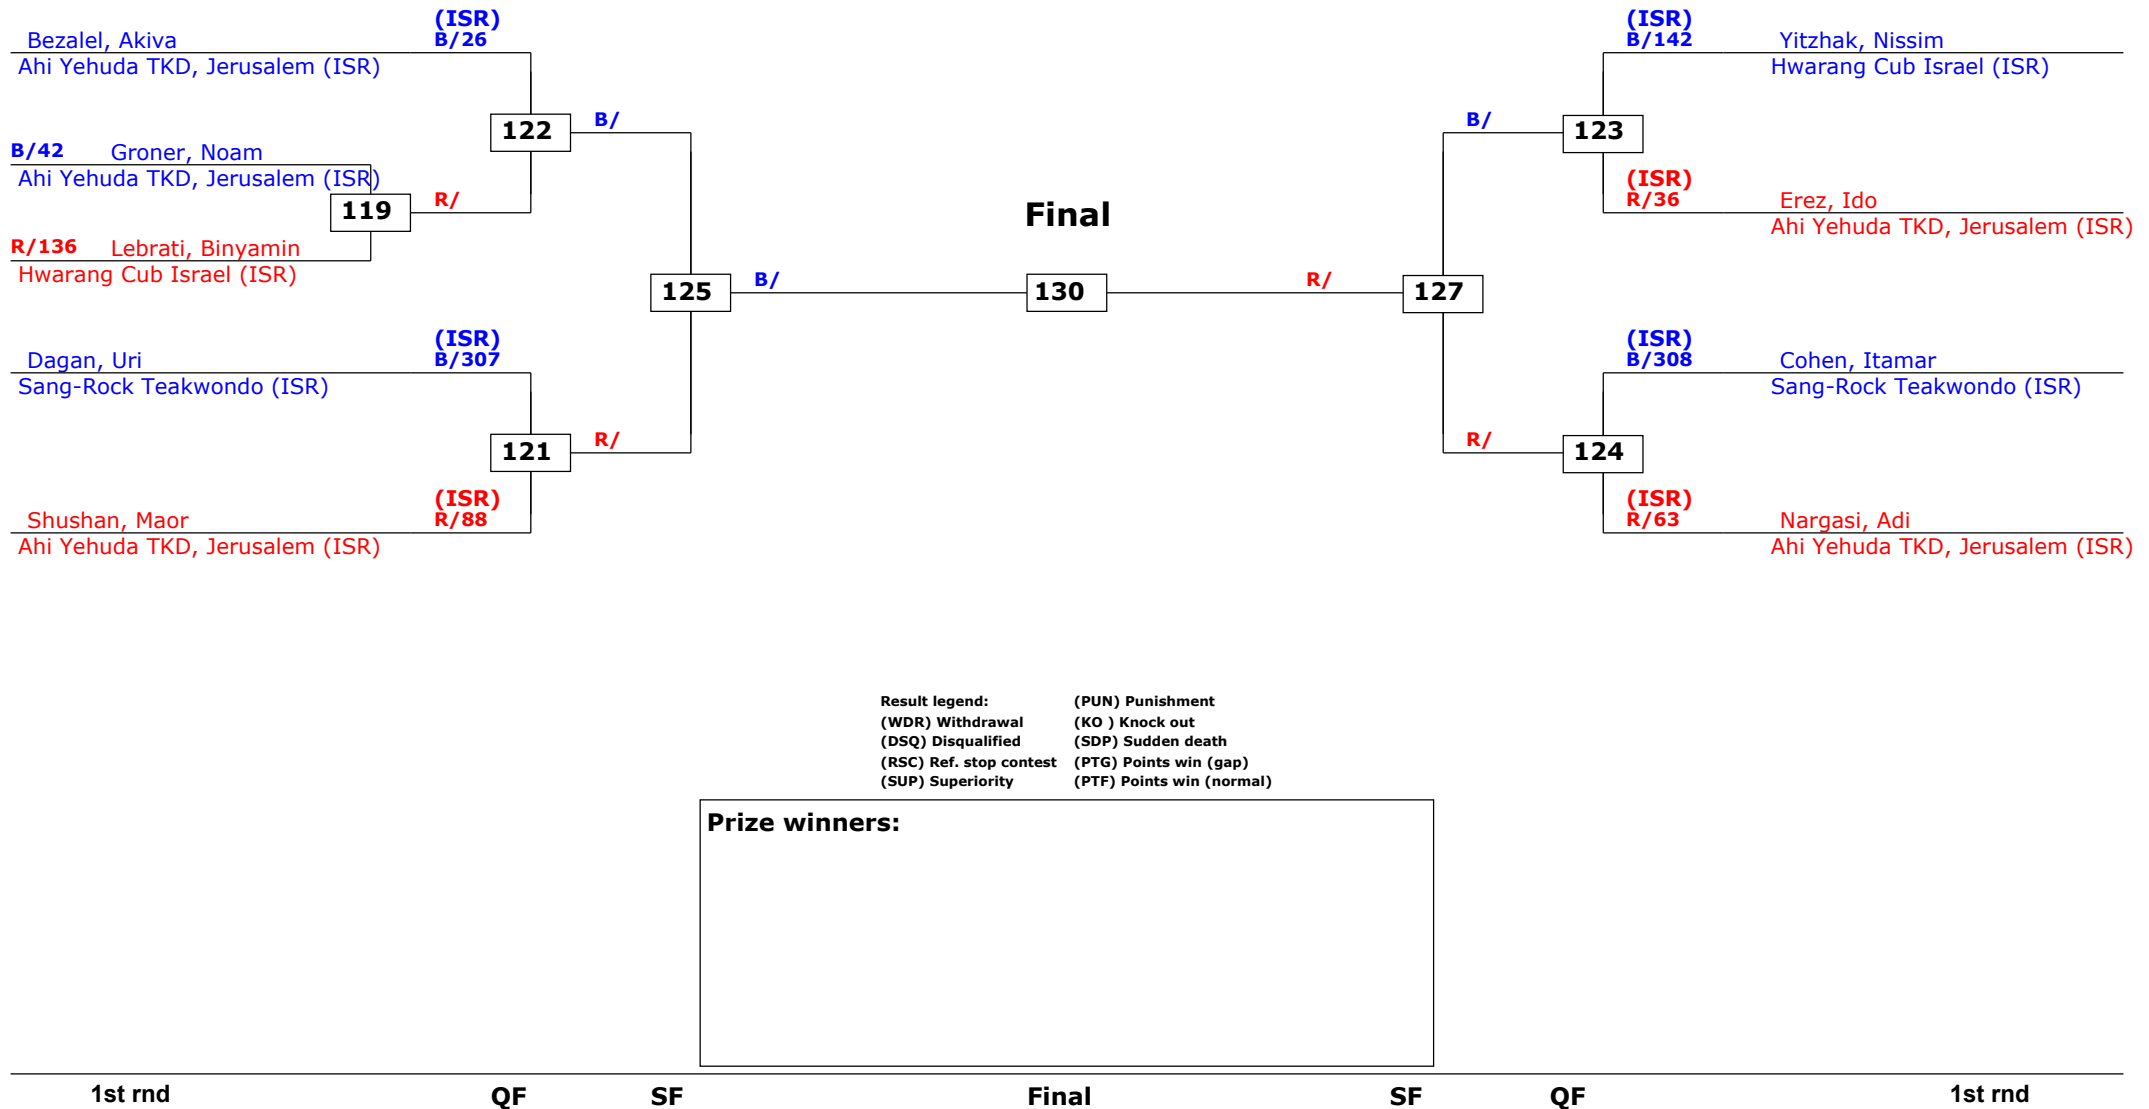 (ISR)
B/26
Bezalel, Akiva
Ahi Yehuda TKD, Jerusalem (ISR)
122
B/
B/42 Groner, Noam
Ahi Yehuda TKD, Jerusalem (ISR)
119
R/
R/136 Lebrati, Binyamin
Hwarang Cub Israel (ISR)
125
B/
(ISR)
B/307
Dagan, Uri
Sang-Rock Teakwondo (ISR)
121
R/
(ISR)
R/88
Shushan, Maor
Ahi Yehuda TKD, Jerusalem (ISR)
Final
130
(ISR)
B/142
Yitzhak, Nissim
Hwarang Cub Israel (ISR)
B/
123
(ISR)
R/36
Erez, Ido
Ahi Yehuda TKD, Jerusalem (ISR)
R/
127
(ISR)
B/308
Cohen, Itamar
Sang-Rock Teakwondo (ISR)
R/
124
(ISR)
R/63
Nargasi, Adi
Ahi Yehuda TKD, Jerusalem (ISR)
Result legend: (PUN) Punishment
(WDR) Withdrawal (KO ) Knock out
(DSQ) Disqualified (SDP) Sudden death
(RSC) Ref. stop contest (PTG) Points win (gap)
(SUP) Superiority (PTF) Points win (normal)
Prize winners:
1st rnd QF SF Final SF QF 1st rnd